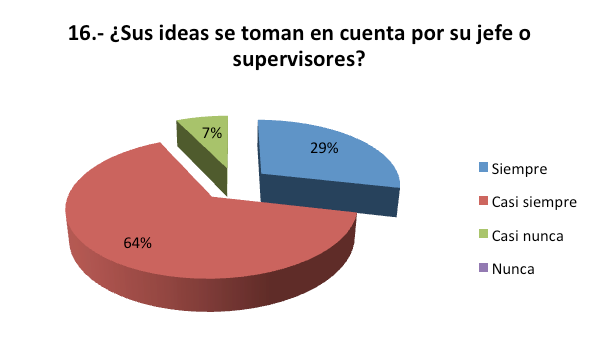 16.- ¿Sus ideas se toman en cuenta por su jefe o
supervisores?
7%
29%
64%
Siempre
Casi siempre
Casi nunca
Nunca